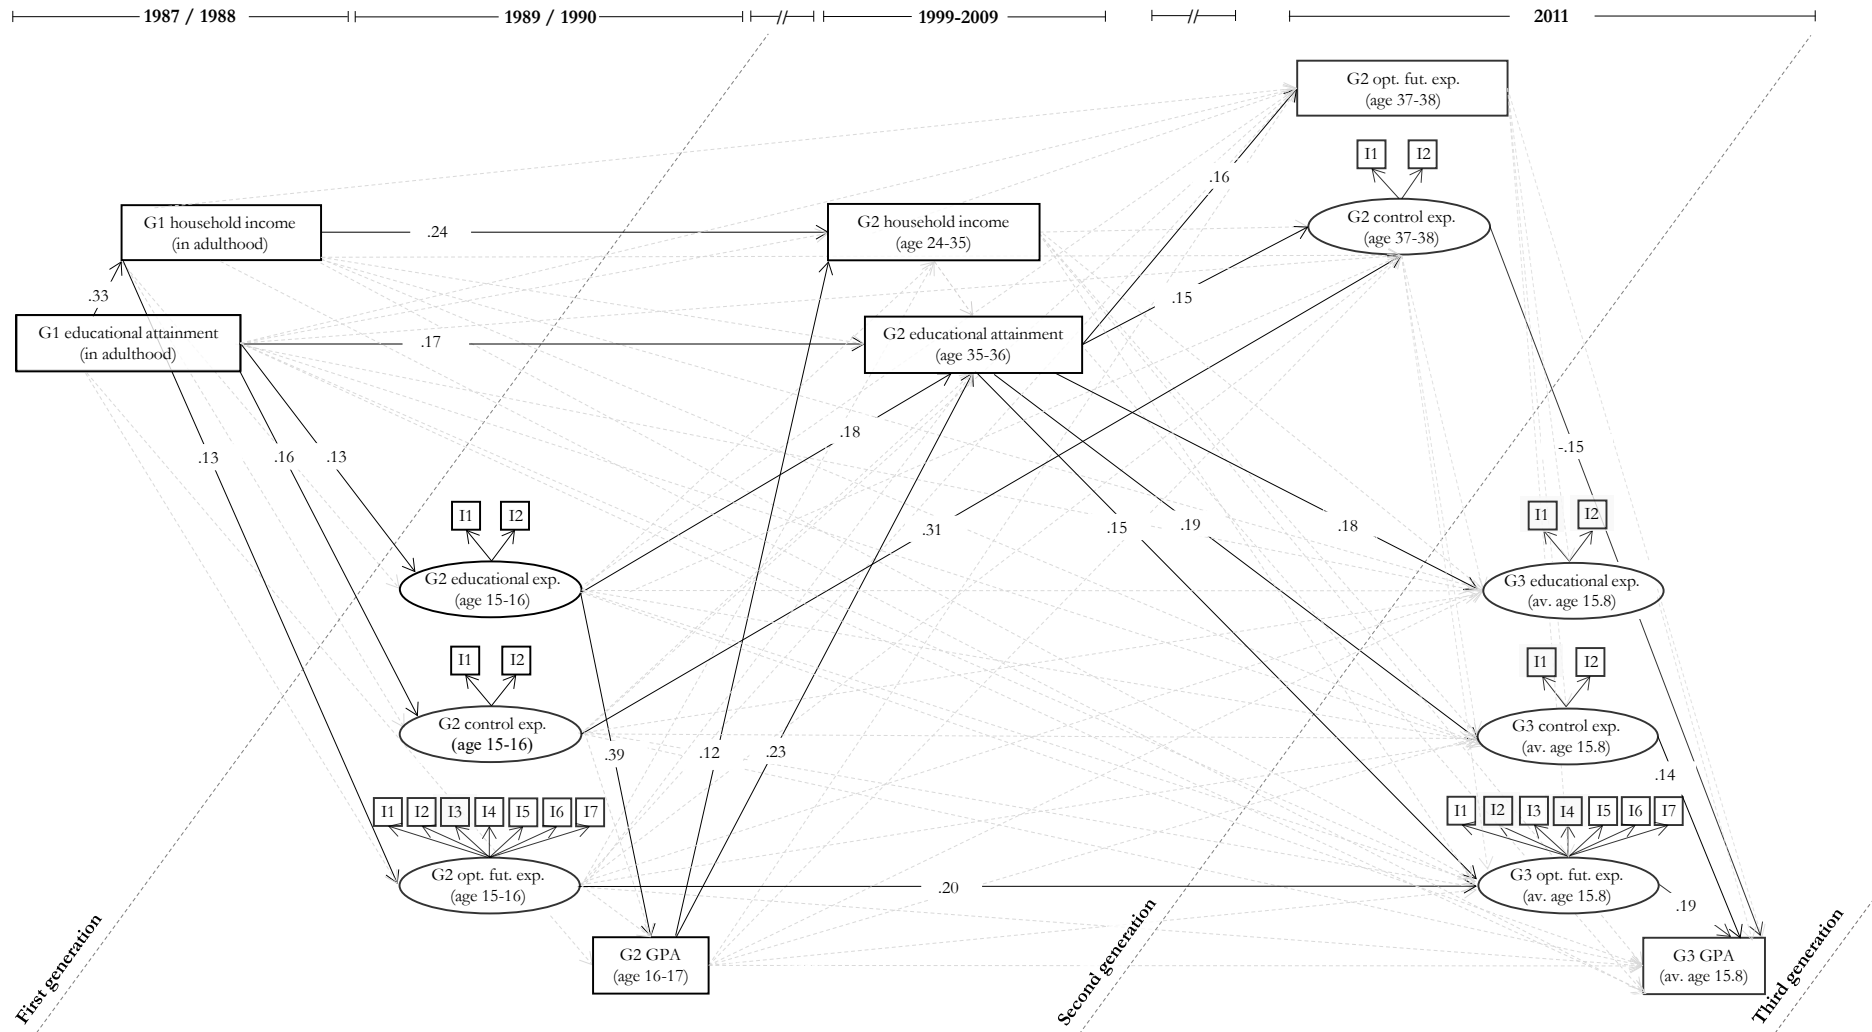 1987 / 1988
1989 / 1990
1999-2009
2011
G2 opt. fut. exp.
(age 37-38)
I1
I2
.16
G1 household income
(in adulthood)
.24
G2 household income
(age 24-35)
G2 control exp.
(age 37-38)
.33
.15
G1 educational attainment
(in adulthood)
.17
G2 educational attainment
(age 35-36)
.18
-.15
.13
.16
.13
I1
I2
.31
.15
.19
.18
I1
I2
G2 educational exp.
(age 15-16)
G3 educational exp.
(av. age 15.8)
I1
I2
I1
I2
G2 control exp.
(age 15-16)
G3 control exp.
(av. age 15.8)
.39
.12
.23
.14
I1
I2
I3
I4
I5
I6
I7
I1
I2
I3
I4
I5
I6
I7
G2 opt. fut. exp.
(age 15-16)
.20
G3 opt. fut. exp.
(av. age 15.8)
.19
G2 GPA
(age 16-17)
G3 GPA
(av. age 15.8)
First generation
Second generation
Third generation